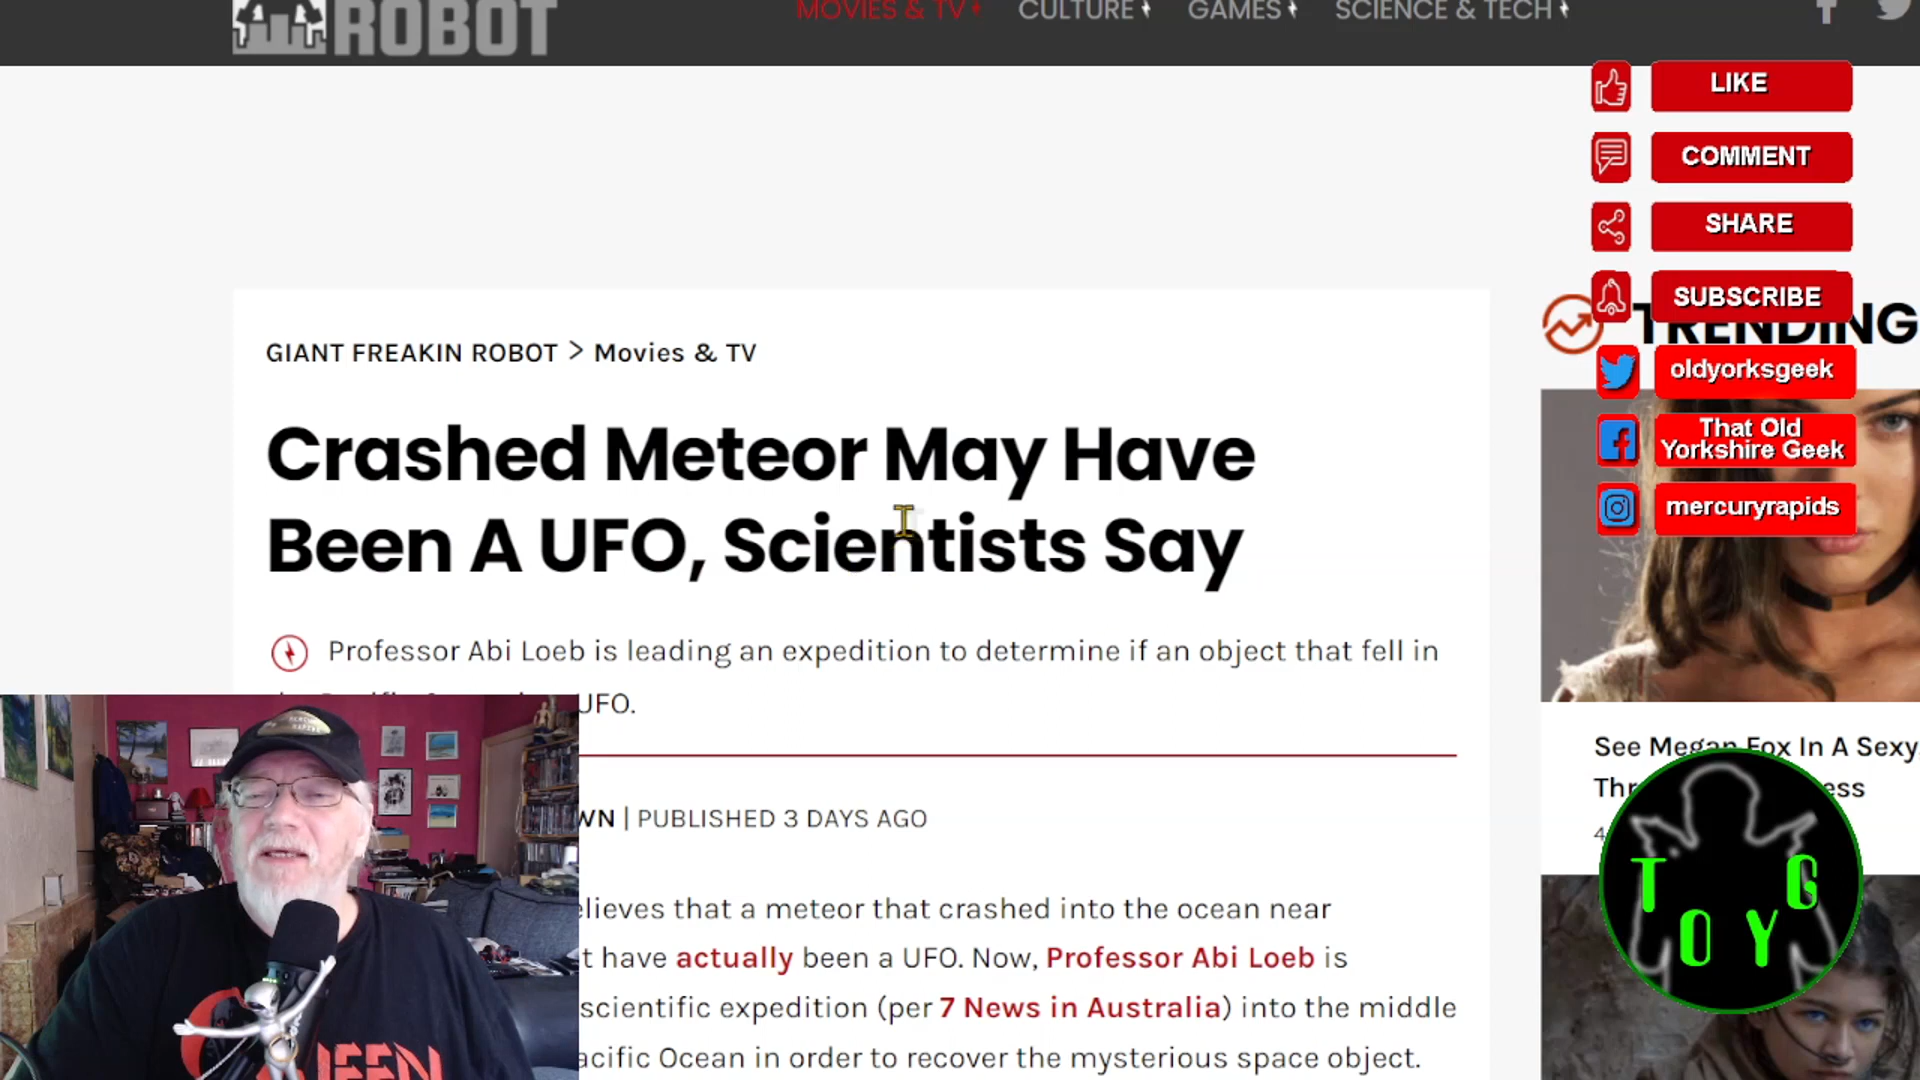 ROBOT
MOVIES & TV
CULTURE
GAMES
SCIENCE & TECH
LIKE
COMMENT
SHARE
SUBSCRIBE
TRENDING
oldyorksgeek
That Old
Yorkshire Geek
mercuryrapids
GIANT FREAKIN ROBOT > Movies & TV
Crashed Meteor May Have
Been A UFO, Scientists Say
Professor Abi Loeb is leading an expedition to determine if an object that fell in
UFO.
WN | PUBLISHED 3 DAYS AGO
elieves that a meteor that crashed into the ocean near
t have actually been a UFO. Now, Professor Abi Loeb is
scientific expedition (per 7 News in Australia) into the middle
acific Ocean in order to recover the mysterious space object.
See Megan Fox In A Sexy
T O Y G